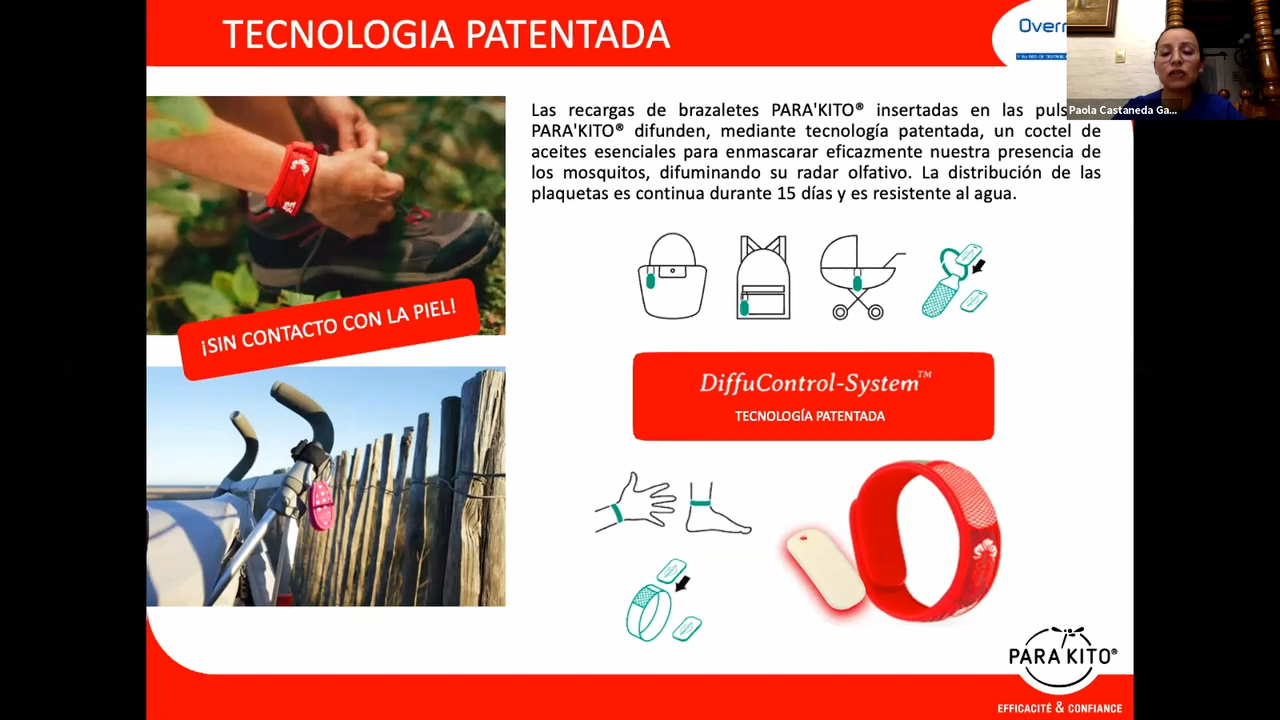 TECNOLOGIA PATENTADA
Paola Castaneda Ga...
Las recargas de brazaletes PARA'KITO® insertadas en las
PARA'KITO® difunden, mediante tecnología patentada, un coctel de
aceites esenciales para enmascarar eficazmente nuestra presencia de
los mosquitos, difuminando su radar olfativo. La distribución de las
plaquetas es continua durante 15 días y es resistente al agua.
¡SIN CONTACTO CON LA PIEL!
DiffuControl-System™
TECNOLOGÍA PATENTADA
PARA KITO®
EFFICACITÉ & CONFIANCE